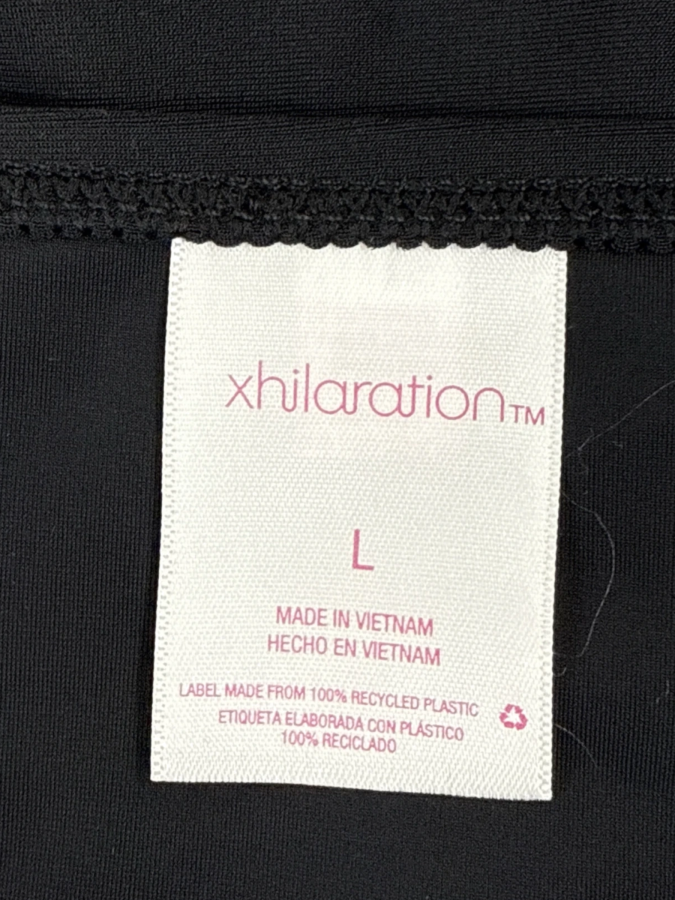 xhilaration™
L
MADE IN VIETNAM
HECHO EN VIETNAM
LABEL MADE FROM 100% RECYCLED PLASTIC
ETIQUETA ELABORADA CON PLÁSTICO
100% RECICLADO